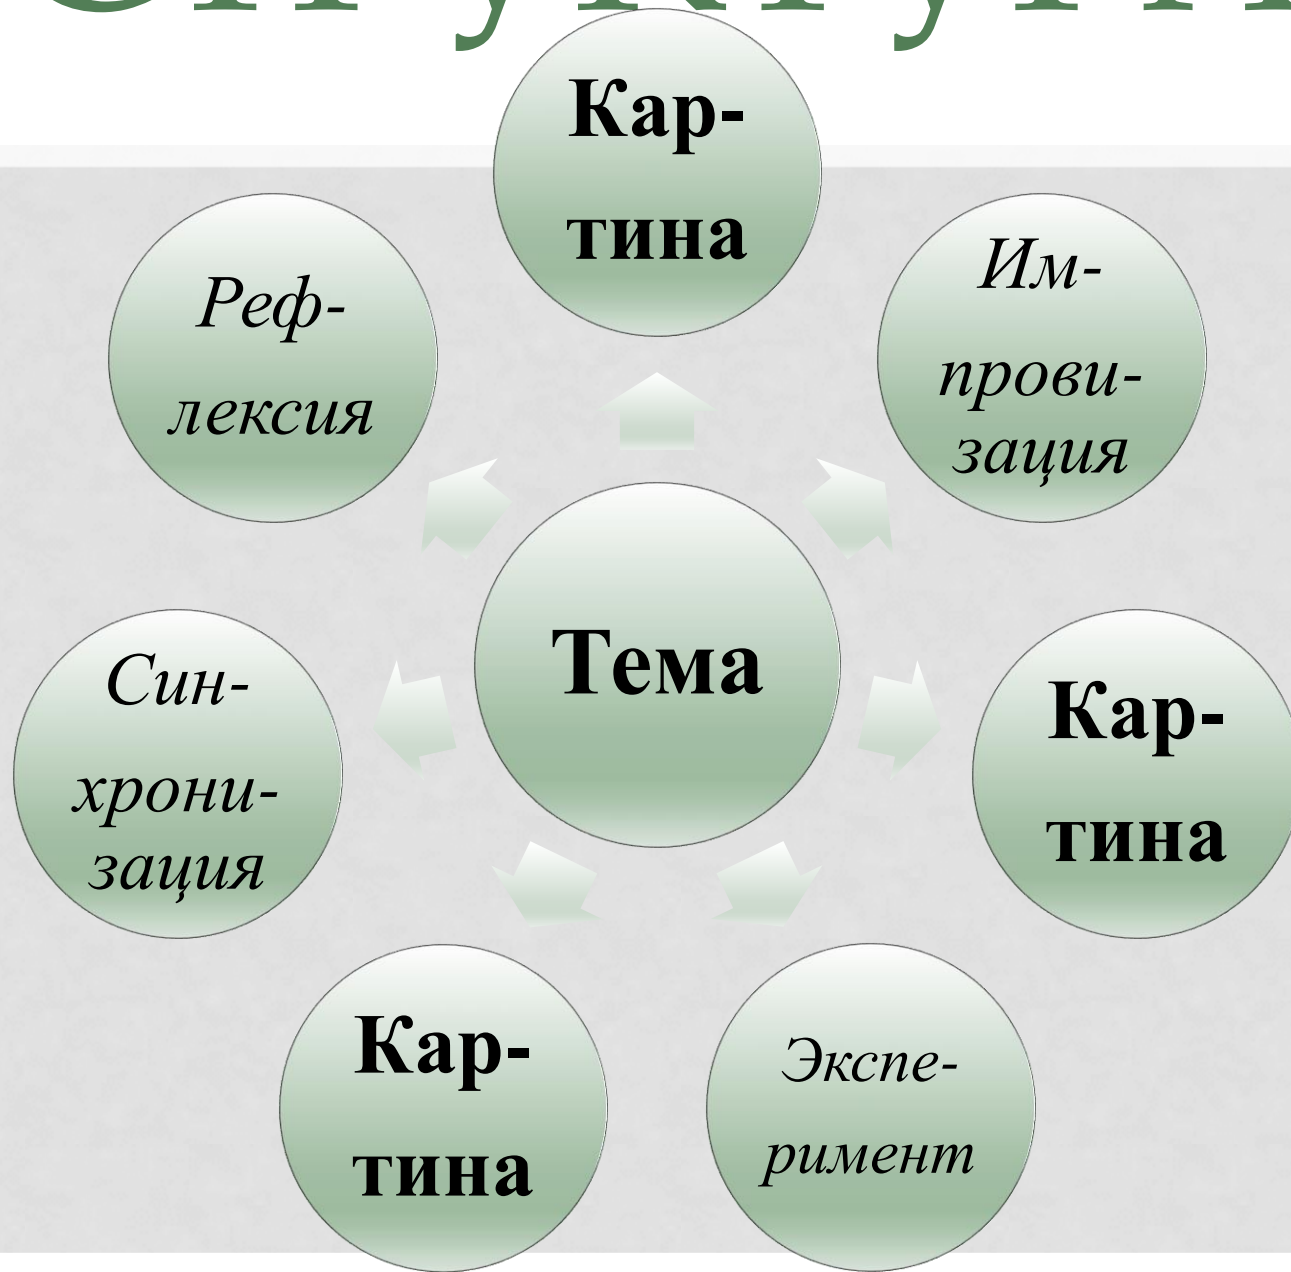 Кар-
тина
Им-
прови-
зация
Кар-
тина
Экспе-
римент
Кар-
тина
Син-
хрони-
зация
Реф-
лексия
Тема